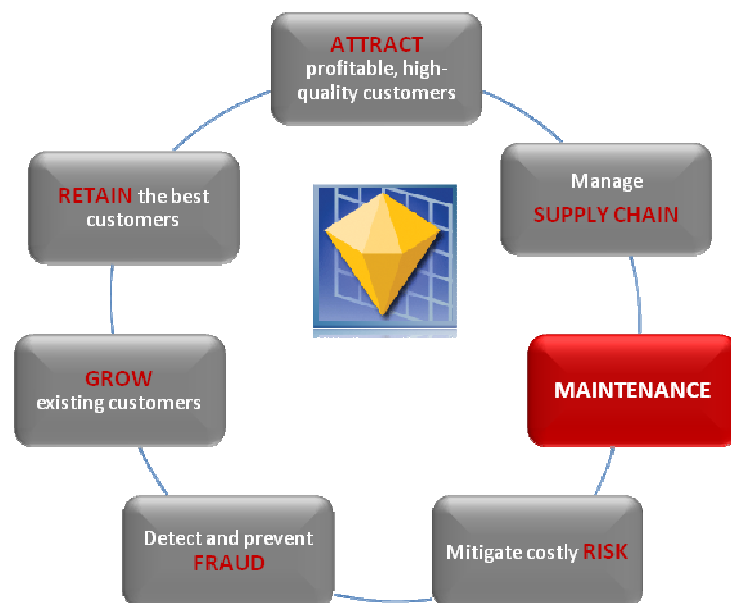 ATTRACT
profitable, high-
quality customers
Manage
SUPPLY CHAIN
MAINTENANCE
Mitigate costly RISK
Detect and prevent
FRAUD
GROW
existing customers
RETAIN the best
customers